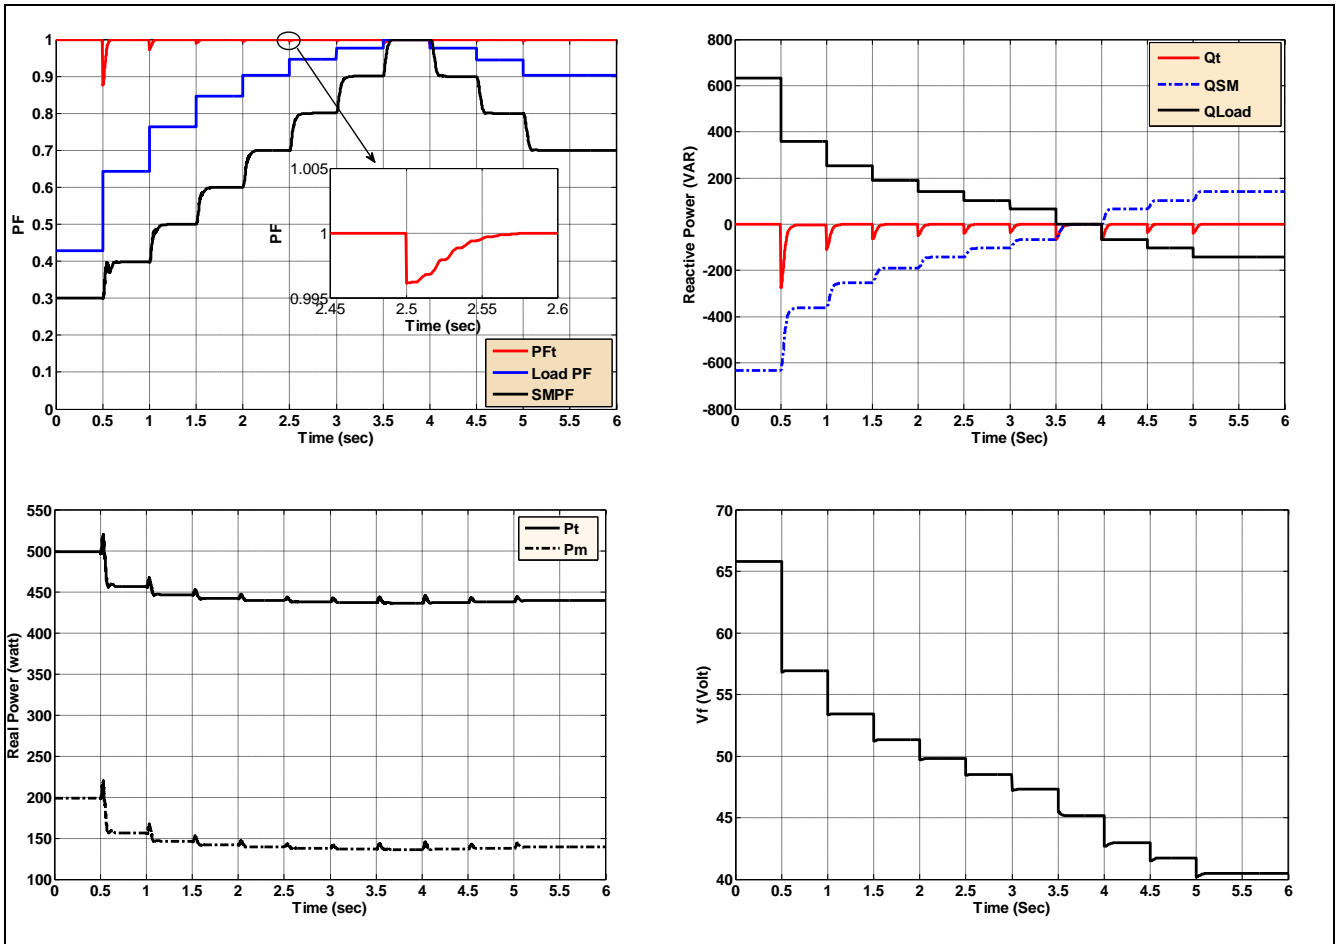 1
0.9
0.8
0.7
0.6
0.5
0.4
0.3
0.2
0.1
0
PF
0 0.5 1 1.5 2 2.5 3 3.5 4 4.5 5 5.5 6
Time (sec)
1.005
1
0.995
PF
2.45 2.5 2.55 2.6
Time (sec)
PFt
Load PF
SMPF
800
600
400
200
0
-200
-400
-600
-800
Reactive Power (VAR)
0 0.5 1 1.5 2 2.5 3 3.5 4 4.5 5 5.5 6
Time (Sec)
Qt
QSM
QLoad
550
500
450
400
350
300
250
200
150
100
Real Power (watt)
0 0.5 1 1.5 2 2.5 3 3.5 4 4.5 5 5.5 6
Time (sec)
Pt
Pm
70
65
60
55
50
45
40
Vf (Volt)
0 0.5 1 1.5 2 2.5 3 3.5 4 4.5 5 5.5 6
Time (Sec)